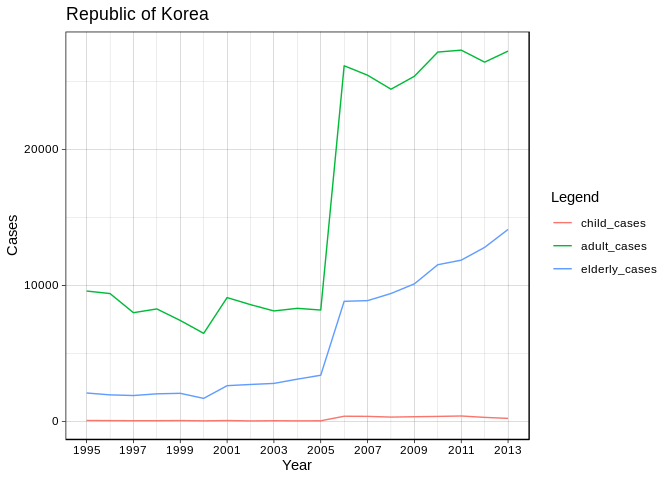 Republic of Korea
Cases
20000
10000
0
1995 1997 1999 2001 2003 2005 2007 2009 2011 2013
Year
Legend
child_cases
adult_cases
elderly_cases